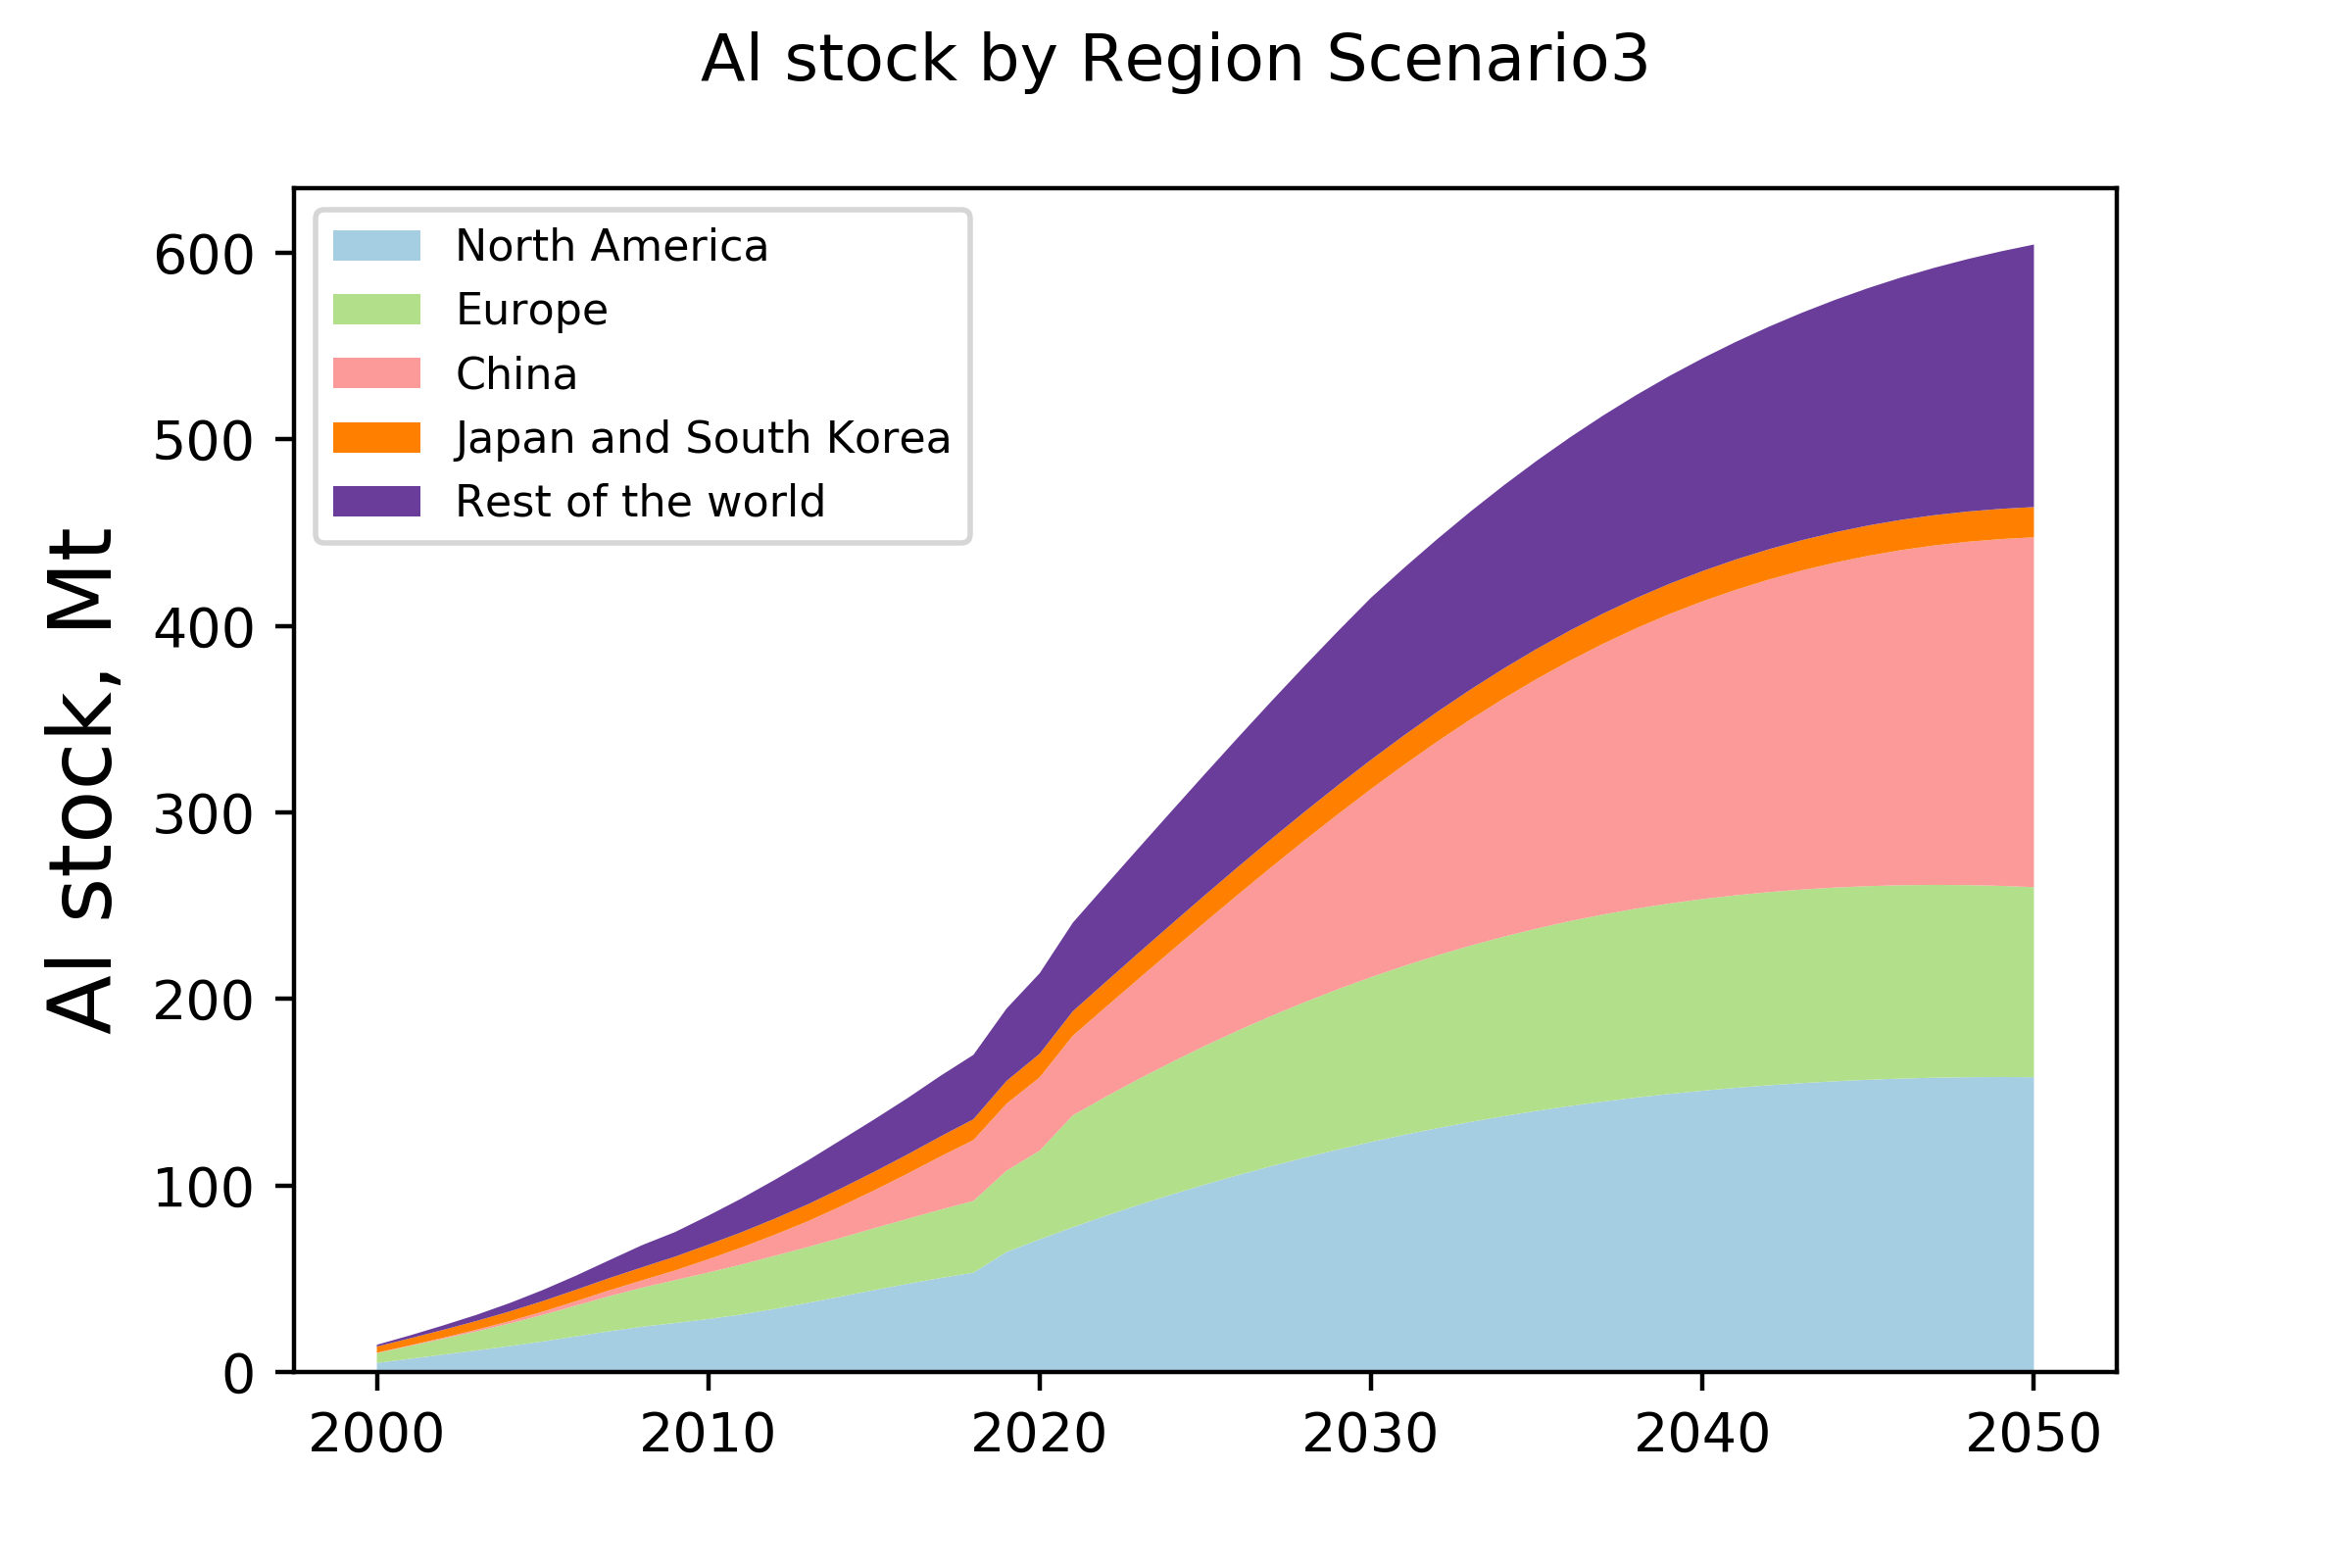 Al stock by Region Scenario3
Al stock, Mt
600
500
400
300
200
100
0
North America
Europe
China
Japan and South Korea
Rest of the world
2000 2010 2020 2030 2040 2050